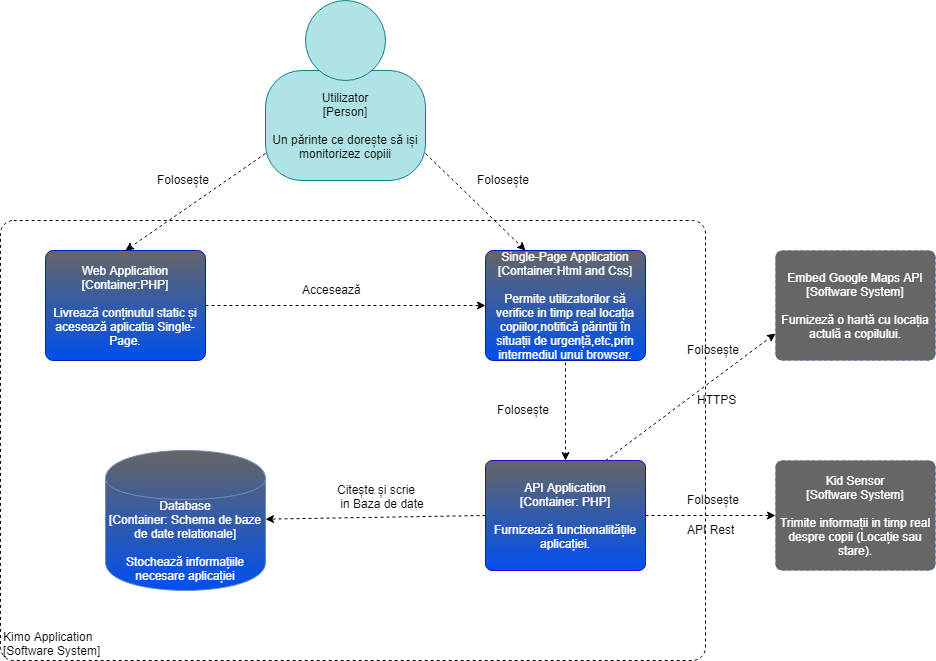 Utilizator
[Person]
Un părinte ce dorește să își
monitorizez copiii
Folosește
Folosește
Web Application
[Container:PHP]
Livrează conținutul static și
acesează aplicatia Single-
Page.
Accesează
Single-Page Application
[Container:Html and Css]
Permite utilizatorilor să
verifice in timp real locația
copiilor,notifică părinții în
situații de urgență,etc,prin
intermediul unui browser.
Embed Google Maps API
[Software System]
Furnizeză o hartă cu locația
actulă a copilului.
Folosește
HTTPS
Folosește
Database
[Container: Schema de baze
de date relationale]
Stochează informațiile
necesare aplicației
Citește și scrie
in Baza de date
API Application
[Container: PHP]
Furnizează functionalitățile
aplicației.
Folosește
API Rest
Kid Sensor
[Software System]
Trimite informații in timp real
despre copii (Locație sau
stare).
Kimo Application
[Software System]